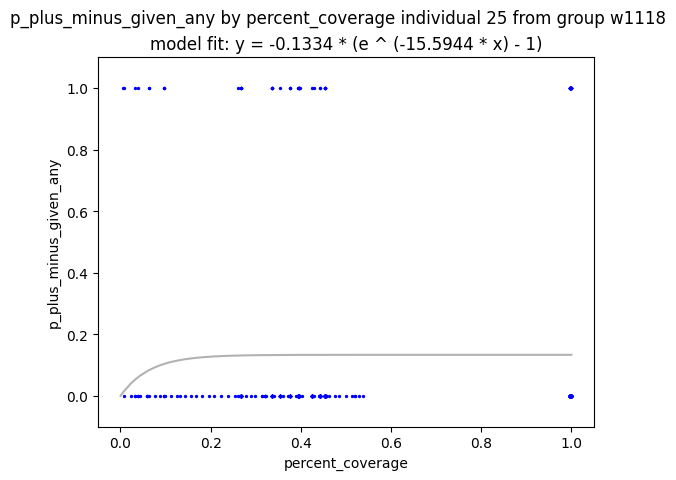 p_plus_minus_given_any by percent_coverage individual 25 from group w1118
model fit: y = -0.1334 * (e ^ (-15.5944 * x) - 1)
1.0
0.8
0.6
0.4
0.2
0.0
p_plus_minus_given_any
0.0 0.2 0.4 0.6 0.8 1.0
percent_coverage